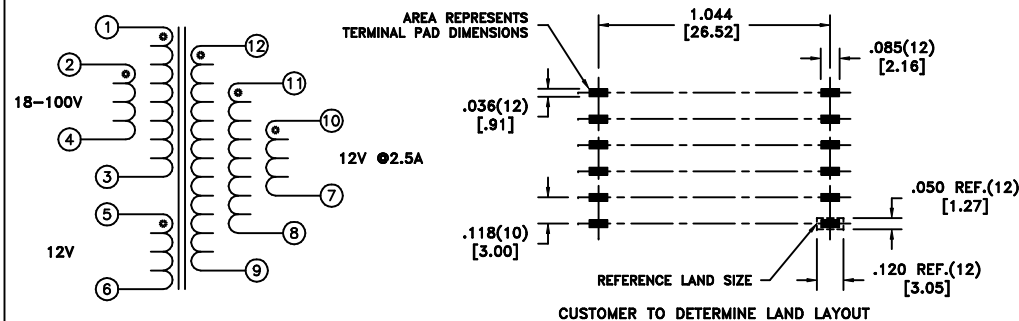 1
2
18-100V
4
3
5
12V
6
12
11
10
12V @2.5A
7
8
9
AREA REPRESENTS
TERMINAL PAD DIMENSIONS
1.044
[26.52]
.085(12)
[2.16]
.036(12)
[.91]
.050 REF.(12)
[1.27]
.118(10)
[3.00]
REFERENCE LAND SIZE
.120 REF.(12)
[3.05]
CUSTOMER TO DETERMINE LAND LAYOUT